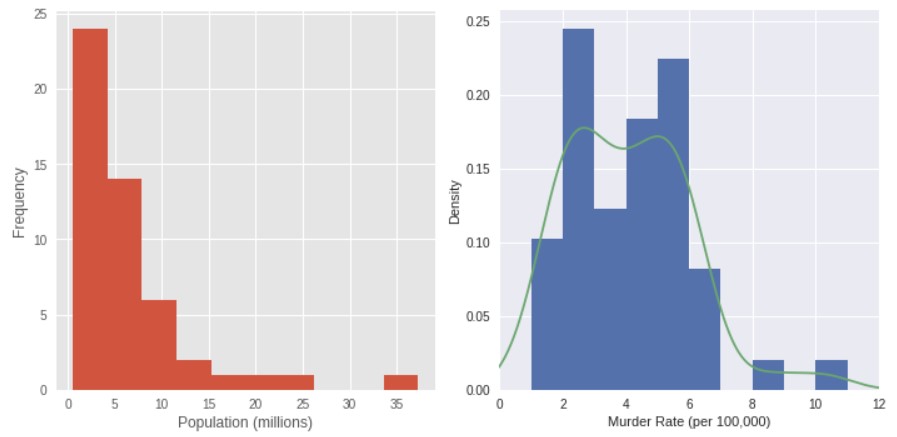 25
20
15
10
5
0
Frequency
0 5 10 15 20 25 30 35
Population (millions)
0.25
0.20
0.15
0.10
0.05
0.00
Density
0 2 4 6 8 10 12
Murder Rate (per 100,000)